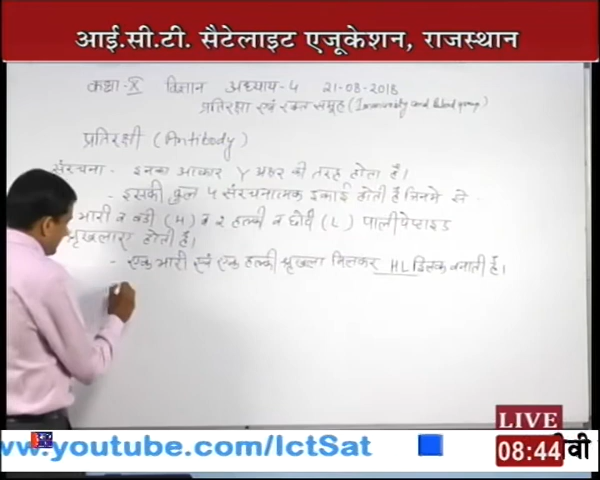 आई.सी.टी. सैटेलाइट एजूकेशन, राजस्थान
कक्षा-X विज्ञान अध्याय-4 21-08-2018
प्रतिरक्षा एवं रक्त समूह (Immunity and Blood group)
प्रतिरक्षी (Antibody)
संरचना - इनका आकार Y अक्षर की तरह होता है।
- इसकी कुल 4 संरचनात्मक इकाई होती है जिनमे से
भारी व बडी (H) व 2 हल्की व छोटी (L) पालीपेप्टाइड
श्रृंखलाए होती है।
- एक भारी एवं एक हल्की श्रृंखला मिलकर HL डिलक बनाती है।
LIVE
ww.youtube.com/IctSat
08:44
वी